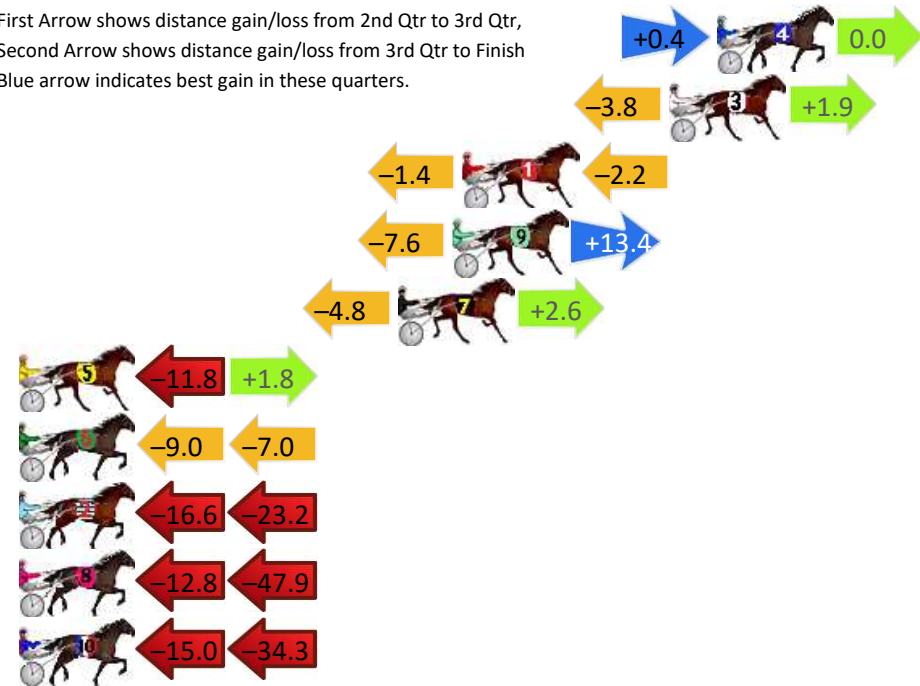 First Arrow shows distance gain/loss from 2nd Qtr to 3rd Qtr,
Second Arrow shows distance gain/loss from 3rd Qtr to Finish
Blue arrow indicates best gain in these quarters.
+0.4 4 0.0
–3.8 3 +1.9
–1.4 1 –2.2
–7.6 9 +13.4
–4.8 7 +2.6
5 –11.8 +1.8
6 –9.0 –7.0
2 –16.6 –23.2
8 –12.8 –47.9
10 –15.0 –34.3